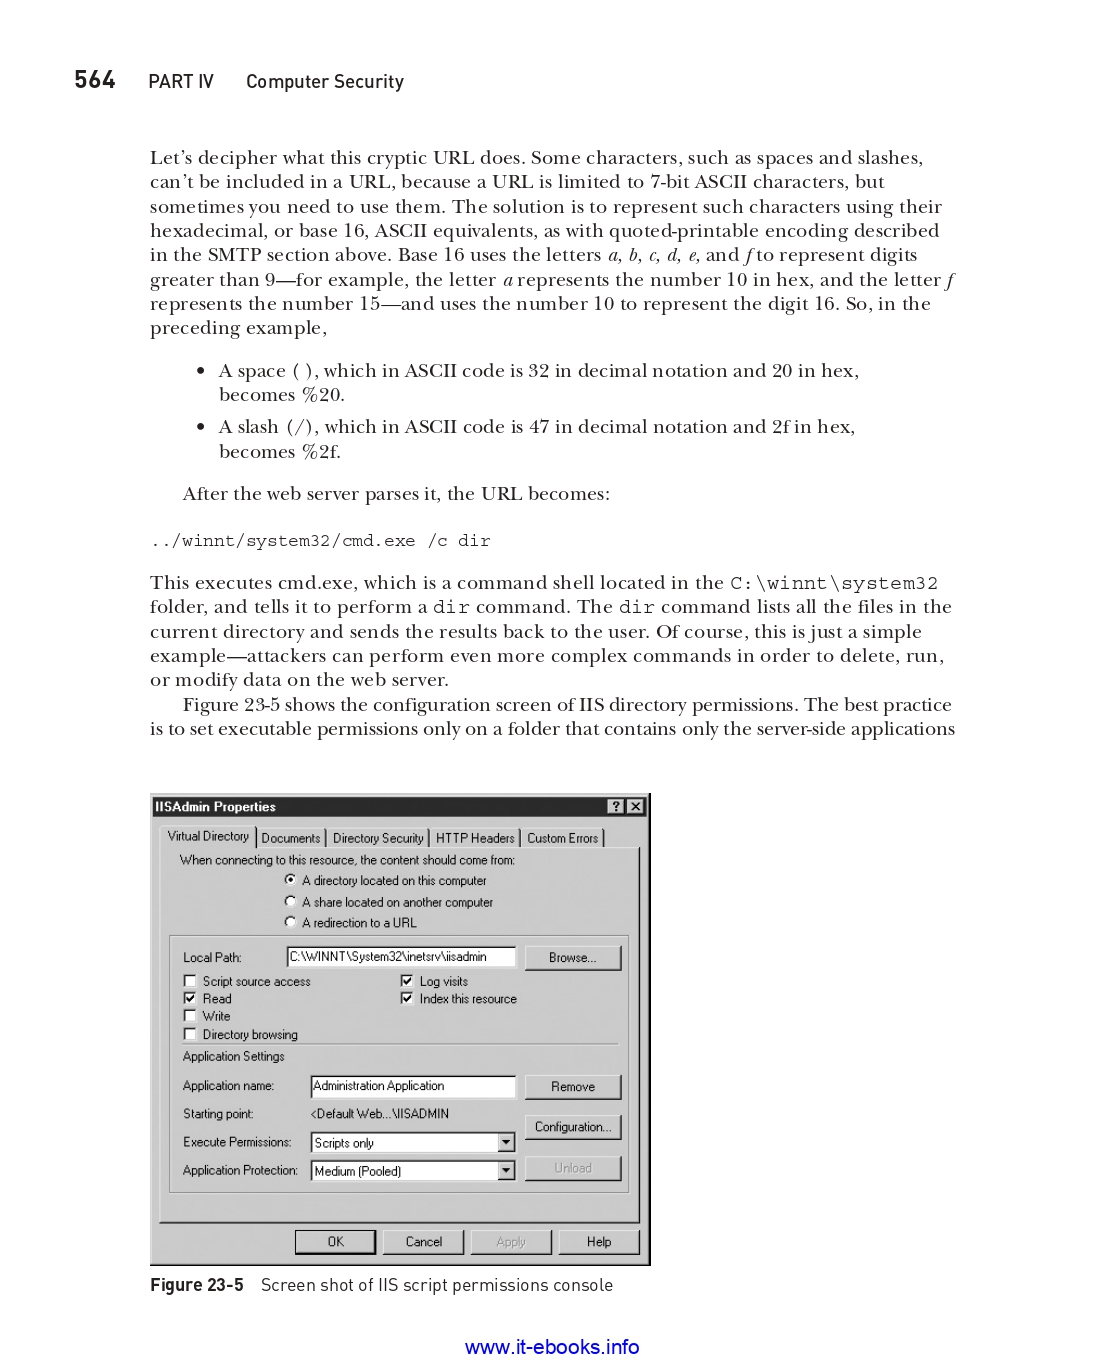 564 PART IV Computer Security
Let's decipher what this cryptic URL does. Some characters, such as spaces and slashes,
can't be included in a URL, because a URL is limited to 7-bit ASCII characters, but
sometimes you need to use them. The solution is to represent such characters using their
hexadecimal, or base 16, ASCII equivalents, as with quoted-printable encoding described
in the SMTP section above. Base 16 uses the letters a, b, c, d, e, and f to represent digits
greater than 9—for example, the letter a represents the number 10 in hex, and the letter f
represents the number 15—and uses the number 10 to represent the digit 16. So, in the
preceding example,
• A space ( ), which in ASCII code is 32 in decimal notation and 20 in hex,
becomes %20.
• A slash (/), which in ASCII code is 47 in decimal notation and 2f in hex,
becomes %2f.
After the web server parses it, the URL becomes:
../winnt/system32/cmd.exe /c dir
This executes cmd.exe, which is a command shell located in the C:\winnt\system32
folder, and tells it to perform a dir command. The dir command lists all the files in the
current directory and sends the results back to the user. Of course, this is just a simple
example—attackers can perform even more complex commands in order to delete, run,
or modify data on the web server.
Figure 23-5 shows the configuration screen of IIS directory permissions. The best practice
is to set executable permissions only on a folder that contains only the server-side applications
IISAdmin Properties
Virtual Directory Documents Directory Security HTTP Headers Custom Errors
When connecting to this resource, the content should come from:
A directory located on this computer
A share located on another computer
A redirection to a URL
Local Path: C:\WINNT\System32\inetsrv\iisadmin Browse...
Script source access Log visits
Read Index this resource
Write
Directory browsing
Application Settings
Application name: Administration Application Remove
Starting point: <Default Web...\IISADMIN
Configuration...
Execute Permissions: Scripts only
Application Protection: Medium (Pooled) Unload
OK Cancel Apply Help
Figure 23-5 Screen shot of IIS script permissions console
www.it-ebooks.info